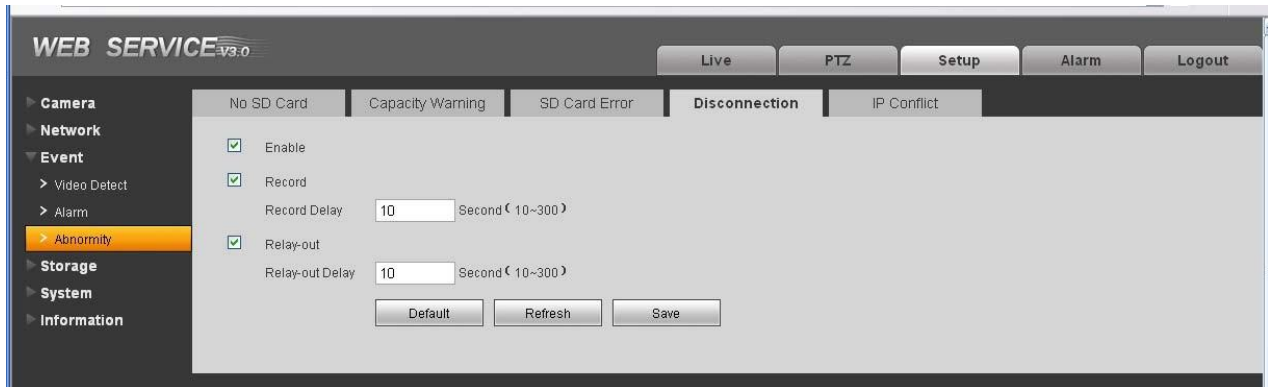 WEB SERVICE V3.0
Live PTZ Setup Alarm Logout
Camera
Network
Event
> Video Detect
> Alarm
> Abnormity
Storage
System
Information
No SD Card Capacity Warning SD Card Error Disconnection IP Conflict
Enable
Record
Record Delay 10 Second ( 10~300 )
Relay-out
Relay-out Delay 10 Second ( 10~300 )
Default Refresh Save